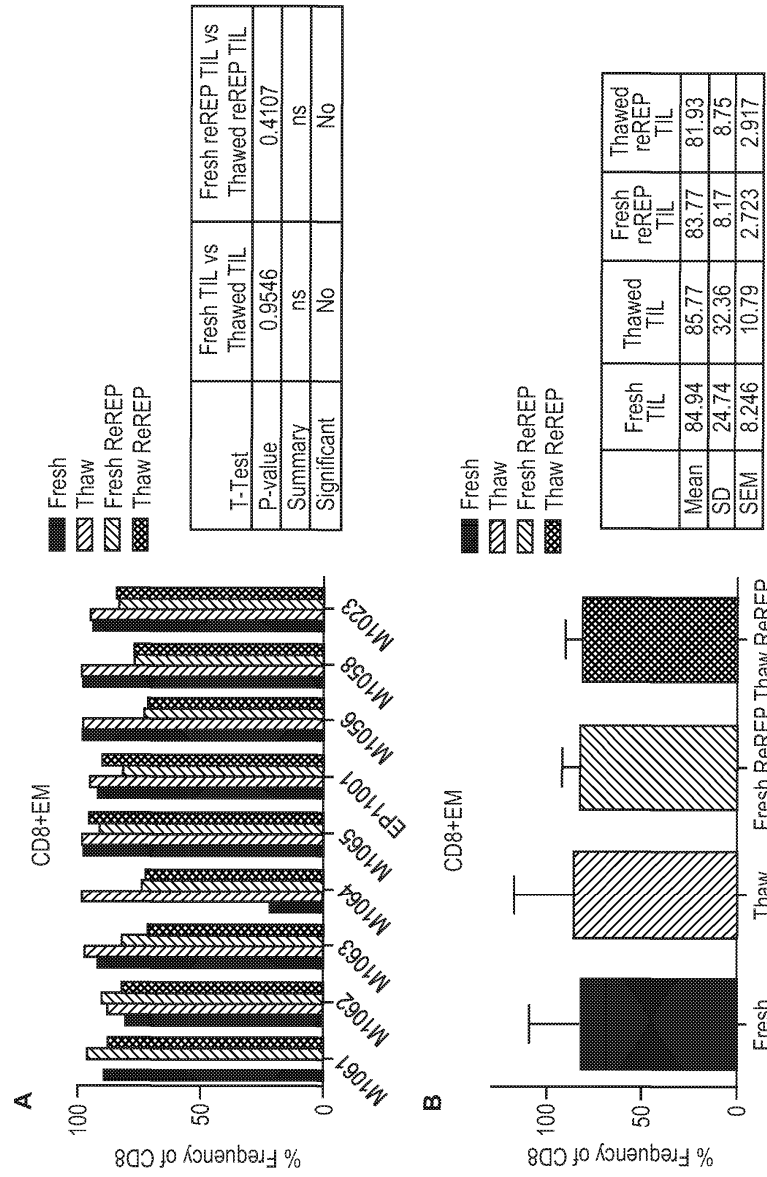 A
CD8+EM
% Frequency of CD8
100
50
0
M1061
M1062
M1063
M1064
M1065
EP11001
M1056
M1058
M1023
Fresh
Thaw
Fresh ReREP
Thaw ReREP
T-Test
Fresh TIL vs
Thawed TIL
Fresh reREP TIL vs
Thawed reREP TIL
P-value 0.9546 0.4107
Summary ns ns
Significant No No
B
CD8+EM
% Frequency of CD8
100
50
0
Fresh
Thaw
Fresh ReREP
Thaw ReREP
Fresh
Thaw
Fresh ReREP
Thaw ReREP
Fresh
TIL
Thawed
TIL
Fresh
reREP
TIL
Thawed
reREP
TIL
Mean 84.94 85.77 83.77 81.93
SD 24.74 32.36 8.17 8.75
SEM 8.246 10.79 2.723 2.917